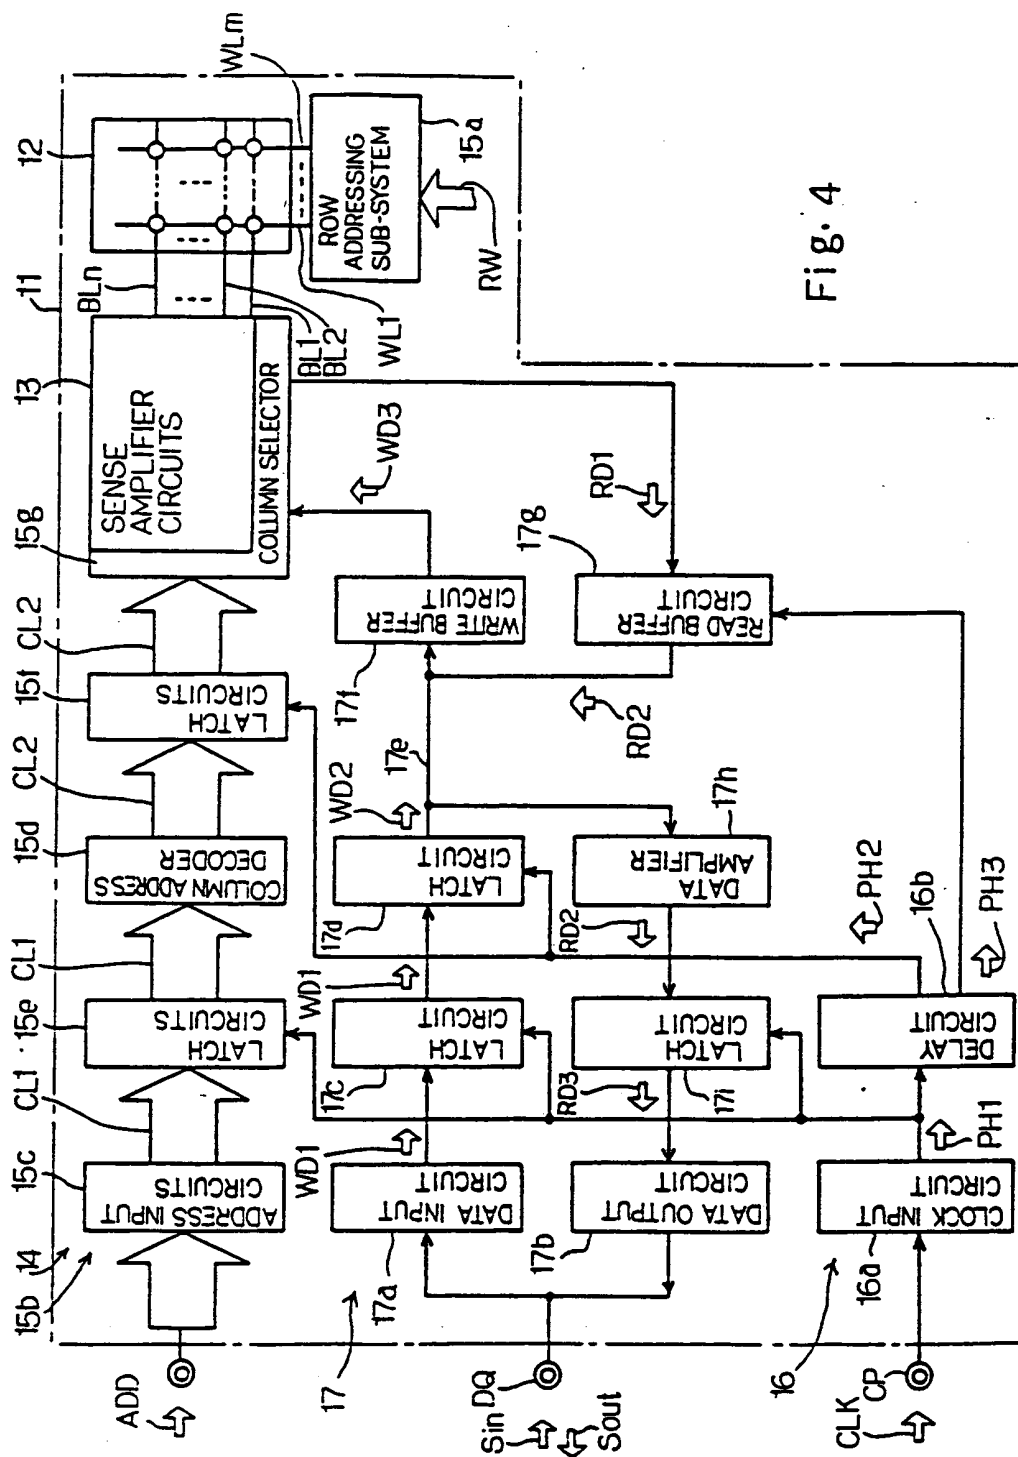 11
12
13
14
15b
15c
15e
15d
15f
15g
CL1
CL1
CL2
CL2
ADD
ADDRESS INPUT
CIRCUITS
LATCH
CIRCUITS
COLUMN ADDRESS
DECODER
LATCH
CIRCUITS
SENSE
AMPLIFIER
CIRCUITS
COLUMN SELECTOR
BLn
BL1
BL2
WL1
WLm
ROW
ADDRESSING
SUB-SYSTEM
15a
RW
17
17a
DATA INPUT
CIRCUIT
WD1
17c
LATCH
CIRCUIT
WD1
17d
LATCH
CIRCUIT
WD2
17e
17f
WRITE BUFFER
CIRCUIT
WD3
Sin
DQ
Sout
17b
DATA OUTPUT
CIRCUIT
RD3
17i
LATCH
CIRCUIT
RD2
DATA
AMPLIFIER
17h
RD2
READ BUFFER
CIRCUIT
17g
RD1
16
16a
CLK
CP
CLOCK INPUT
CIRCUIT
PH1
DELAY
CIRCUIT
16b
PH2
PH3
Fig. 4